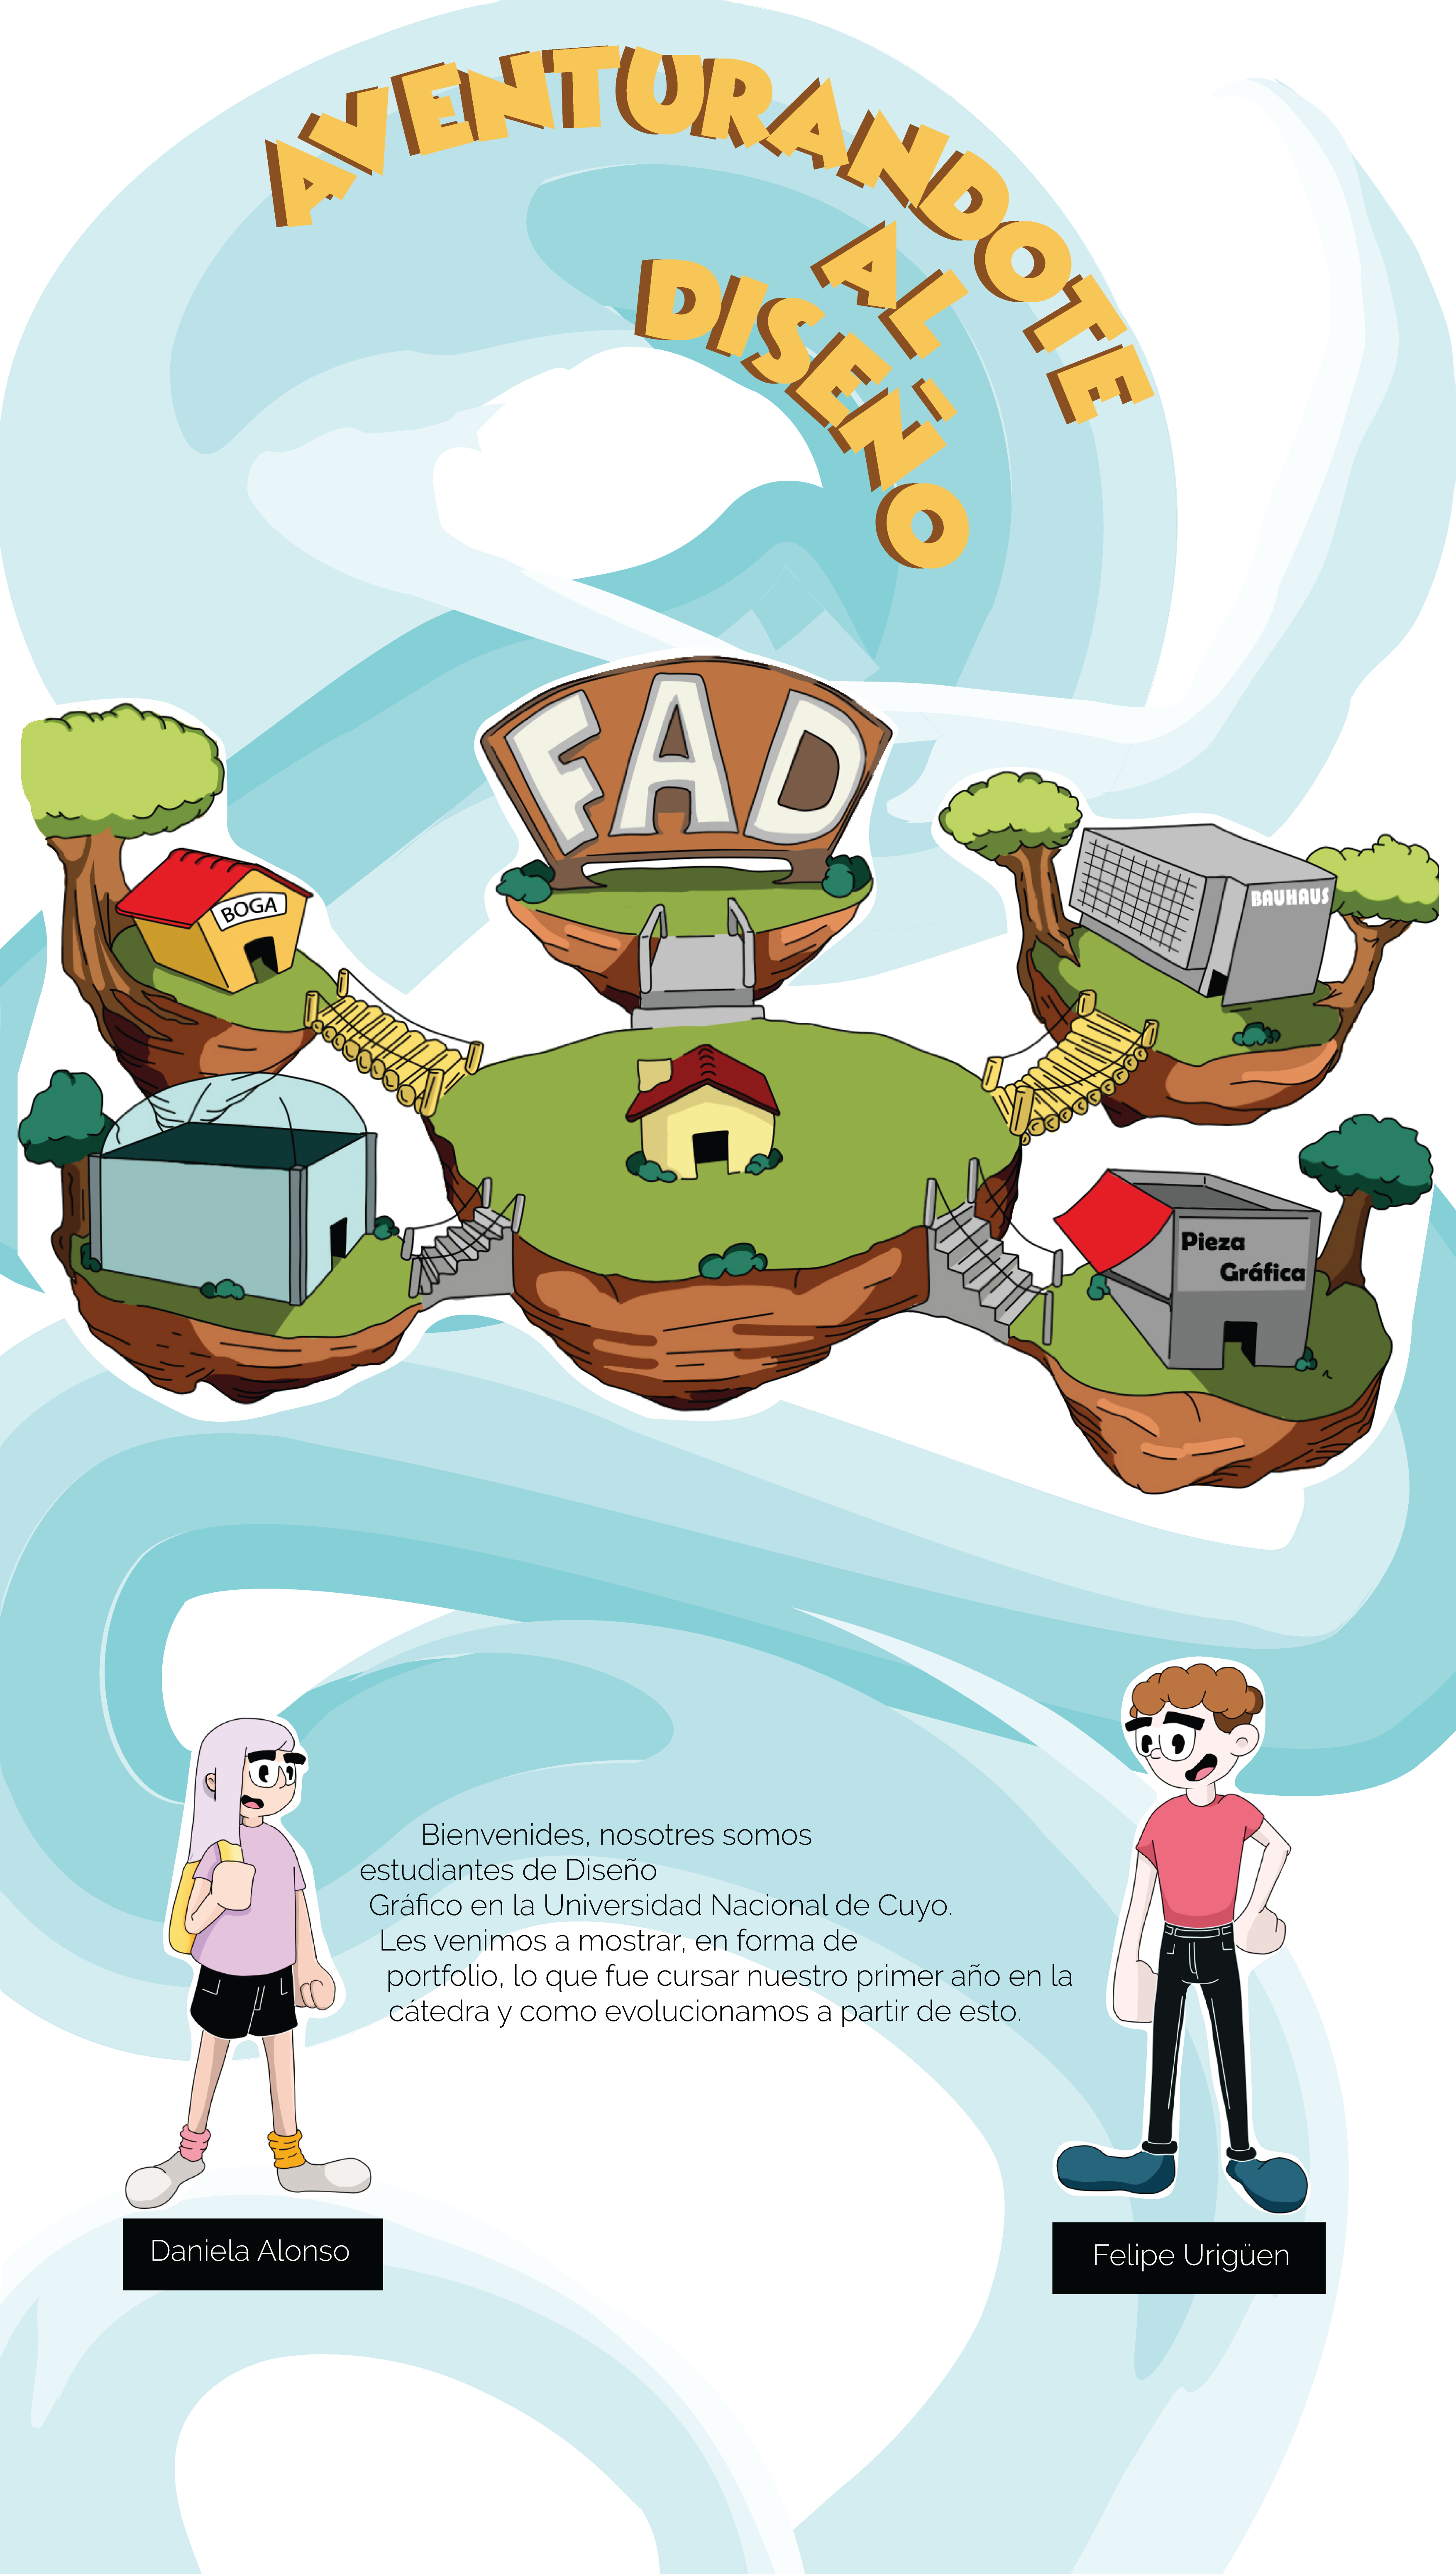 AVENTURANDOTE
AL
DISEÑO
FAD
BOGA
BAUHAUS
Pieza
Gráfica
Bienvenides, nosotres somos
estudiantes de Diseño
Gráfico en la Universidad Nacional de Cuyo.
Les venimos a mostrar, en forma de
portfolio, lo que fue cursar nuestro primer año en la
cátedra y como evolucionamos a partir de esto.
Daniela Alonso
Felipe Urigüen